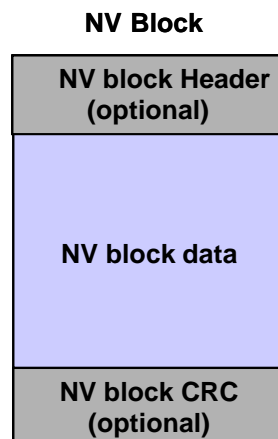 NV Block
NV block Header
(optional)
NV block data
NV block CRC
(optional)